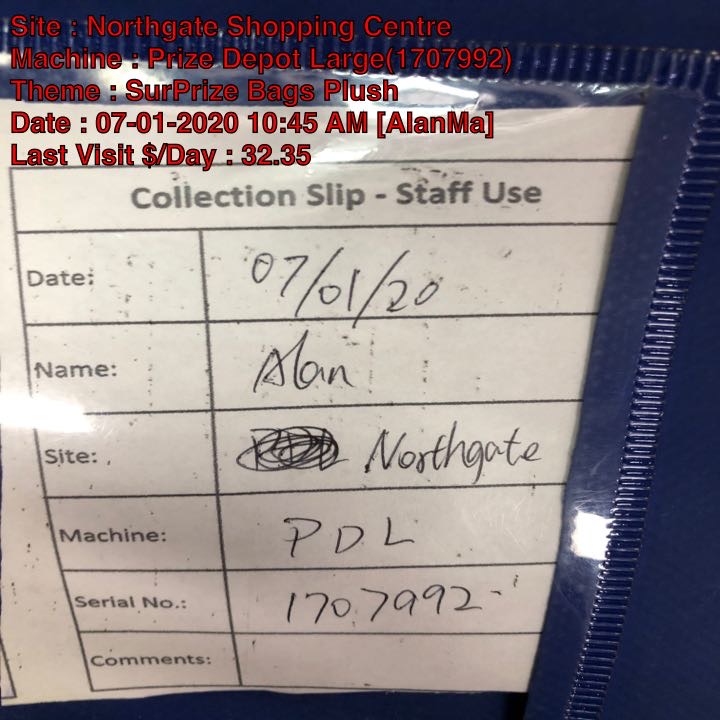 Site : Northgate Shopping Centre
Machine : Prize Depot Large(1707992)
Theme : SurPrize Bags Plush
Date : 07-01-2020 10:45 AM [AlanMa]
Last Visit $/Day : 32.35
Collection Slip - Staff Use
Date: 07/01/20
Name: Alan
Site: Northgate
Machine: PDL
Serial No.: 1707992
Comments: